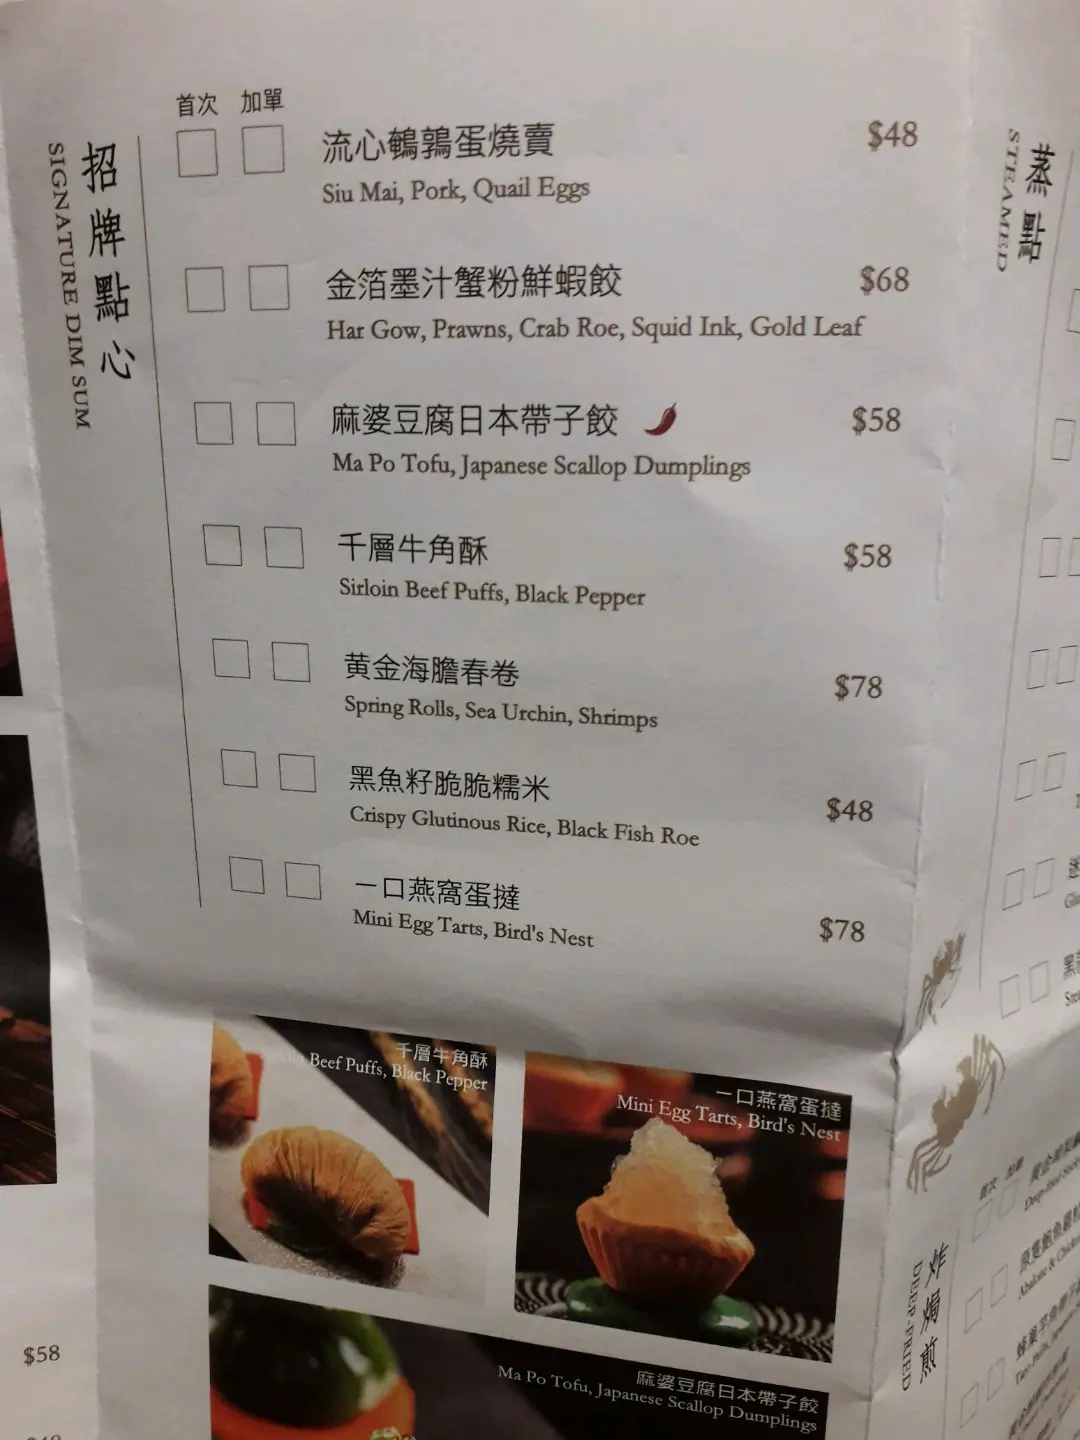 首次 加單
招牌點心
SIGNATURE DIM SUM
流心鵪鶉蛋燒賣 $48
Siu Mai, Pork, Quail Eggs
金箔墨汁蟹粉鮮蝦餃 $68
Har Gow, Prawns, Crab Roe, Squid Ink, Gold Leaf
麻婆豆腐日本帶子餃 $58
Ma Po Tofu, Japanese Scallop Dumplings
千層牛角酥 $58
Sirloin Beef Puffs, Black Pepper
黄金海膽春卷 $78
Spring Rolls, Sea Urchin, Shrimps
黑魚籽脆脆糯米 $48
Crispy Glutinous Rice, Black Fish Roe
一口燕窩蛋撻 $78
Mini Egg Tarts, Bird's Nest
千層牛角酥
Beef Puffs, Black Pepper
一口燕窩蛋撻
Mini Egg Tarts, Bird's Nest
麻婆豆腐日本帶子餃
Ma Po Tofu, Japanese Scallop Dumplings
$58
蒸點
STEAMED
首次 加單
炸焗煎
DEEP-FRIED